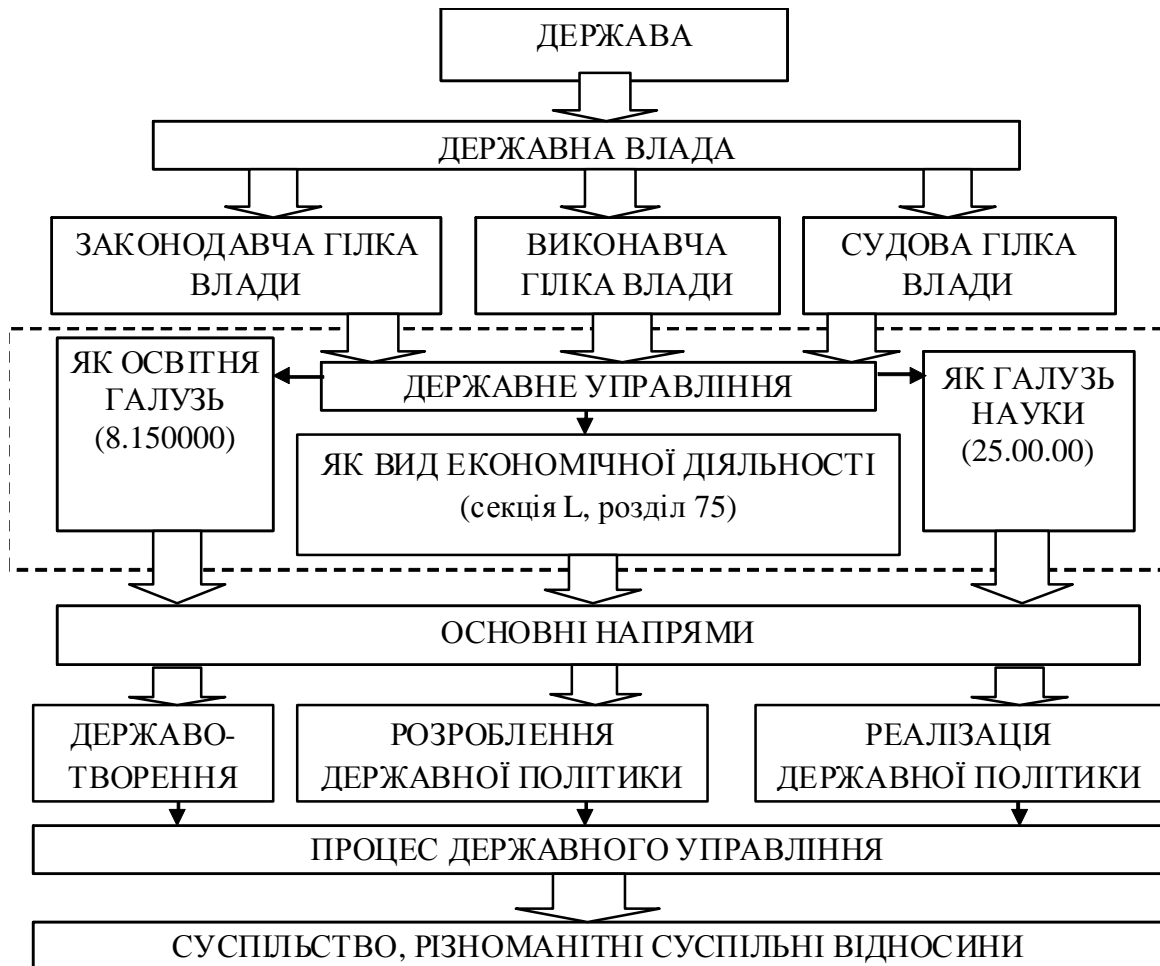 ДЕРЖАВА
ДЕРЖАВНА ВЛАДА
ЗАКОНОДАВЧА ГІЛКА
ВЛАДИ
ВИКОНАВЧА
ГІЛКА ВЛАДИ
СУДОВА ГІЛКА
ВЛАДИ
ЯК ОСВІТНЯ
ГАЛУЗЬ
(8.150000)
ДЕРЖАВНЕ УПРАВЛІННЯ
ЯК ВИД ЕКОНОМІЧНОЇ ДІЯЛЬНОСТІ
(секція L, розділ 75)
ЯК ГАЛУЗЬ
НАУКИ
(25.00.00)
ОСНОВНІ НАПРЯМИ
ДЕРЖАВО-
ТВОРЕННЯ
РОЗРОБЛЕННЯ
ДЕРЖАВНОЇ ПОЛІТИКИ
РЕАЛІЗАЦІЯ
ДЕРЖАВНОЇ ПОЛІТИКИ
ПРОЦЕС ДЕРЖАВНОГО УПРАВЛІННЯ
СУСПІЛЬСТВО, РІЗНОМАНІТНІ СУСПІЛЬНІ ВІДНОСИНИ